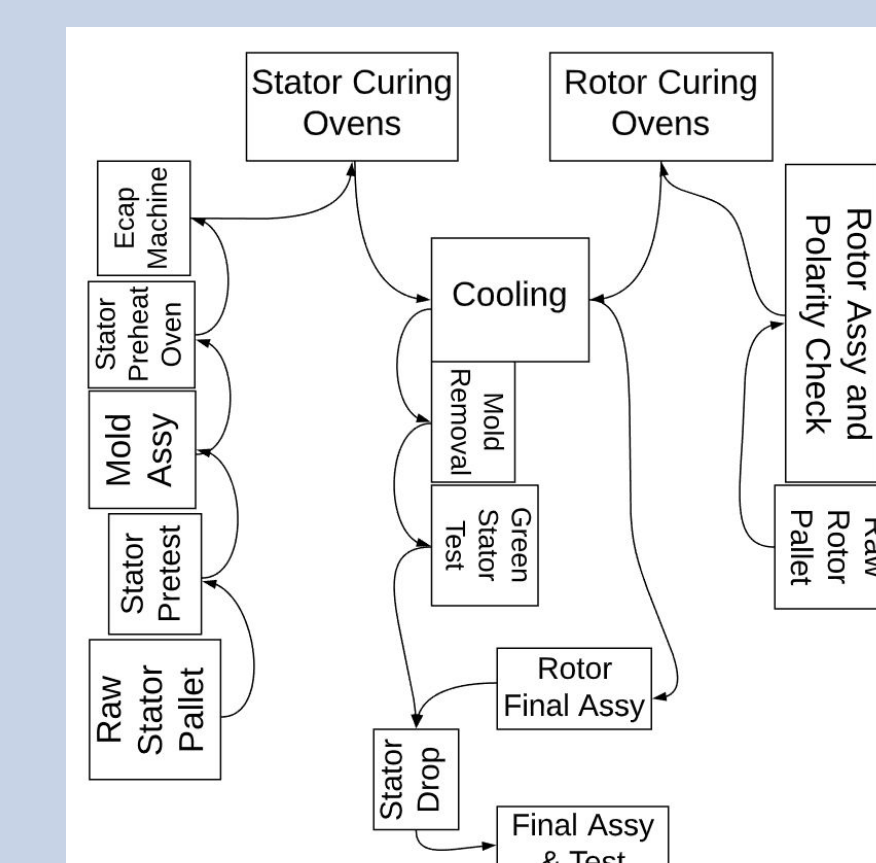 Stator Curing
Ovens
Rotor Curing
Ovens
Ecap
Machine
Rotor Assy and
Polarity Check
Cooling
Stator
Preheat
Oven
Mold
Removal
Mold
Assy
Green
Stator
Test
Raw
Rotor
Pallet
Stator
Pretest
Raw
Stator
Pallet
Rotor
Final Assy
Stator
Drop
Final Assy
& Test